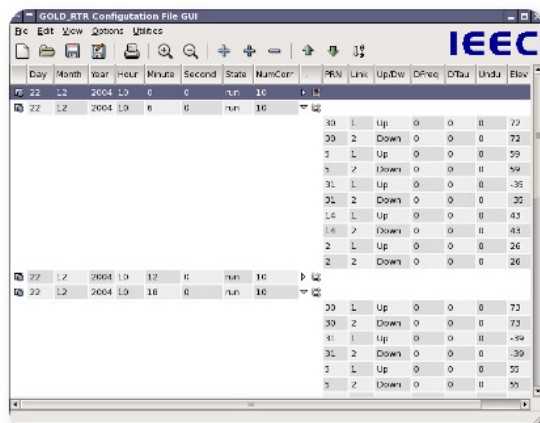 GOLD_RTR Configutation File GUI
File Edit View Options Utilities
IEEC
Day Month Year Hour Minute Second State NumCorr . PRN Link Up/Dw DFreq DTau Undu Elev
22 12 2004 10 0 0 run 10
22 12 2004 10 6 0 run 10
30 1 Up 0 0 0 72
30 2 Down 0 0 0 72
5 1 Up 0 0 0 59
5 2 Down 0 0 0 59
31 1 Up 0 0 0 -35
31 2 Down 0 0 0 -35
14 1 Up 0 0 0 43
14 2 Down 0 0 0 43
2 1 Up 0 0 0 26
2 2 Down 0 0 0 26
22 12 2004 10 12 0 run 10
22 12 2004 10 18 0 run 10
30 1 Up 0 0 0 73
30 2 Down 0 0 0 73
31 1 Up 0 0 0 -39
31 2 Down 0 0 0 -39
5 1 Up 0 0 0 55
5 2 Down 0 0 0 55